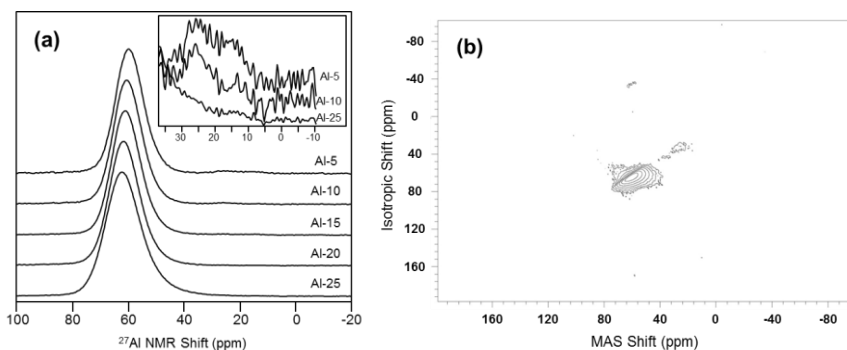 (a)
Al-5
Al-10
Al-25
30 20 10 0 -10
Al-5
Al-10
Al-15
Al-20
Al-25
100 80 60 40 20 0 -20
²⁷Al NMR Shift (ppm)
(b)
-80
-40
0
40
80
120
160
Isotropic Shift (ppm)
160 120 80 40 0 -40 -80
MAS Shift (ppm)